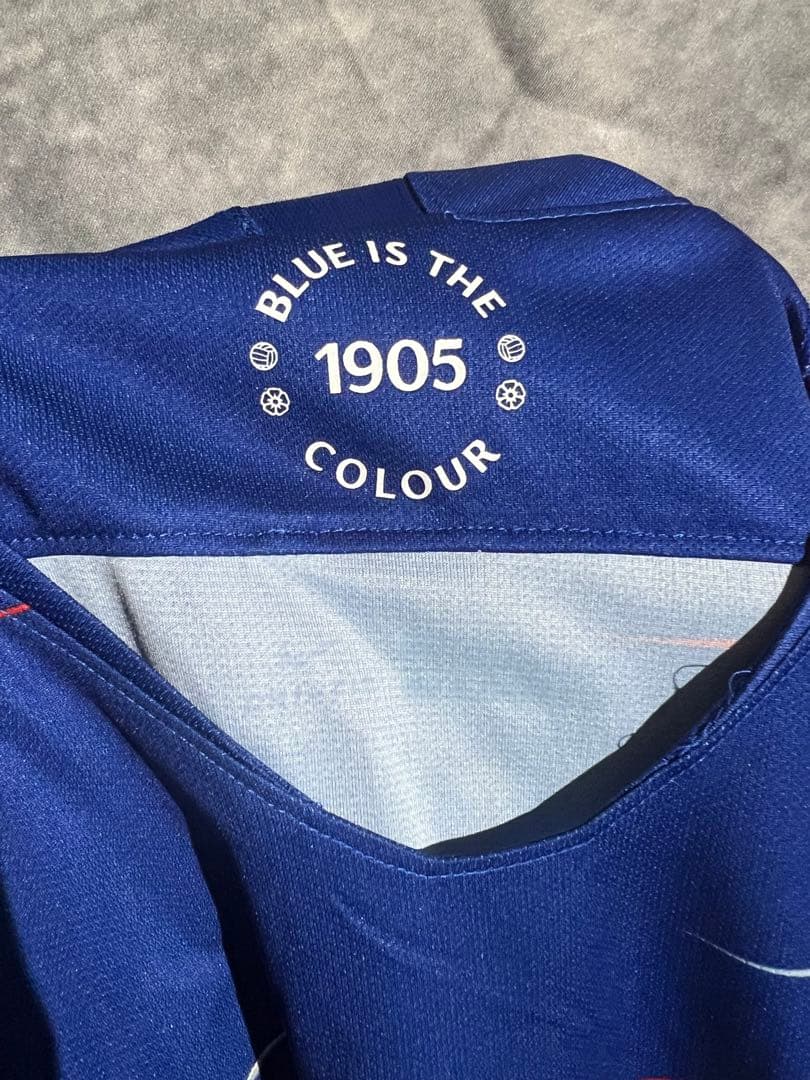 BLUE IS THE
1905
COLOUR